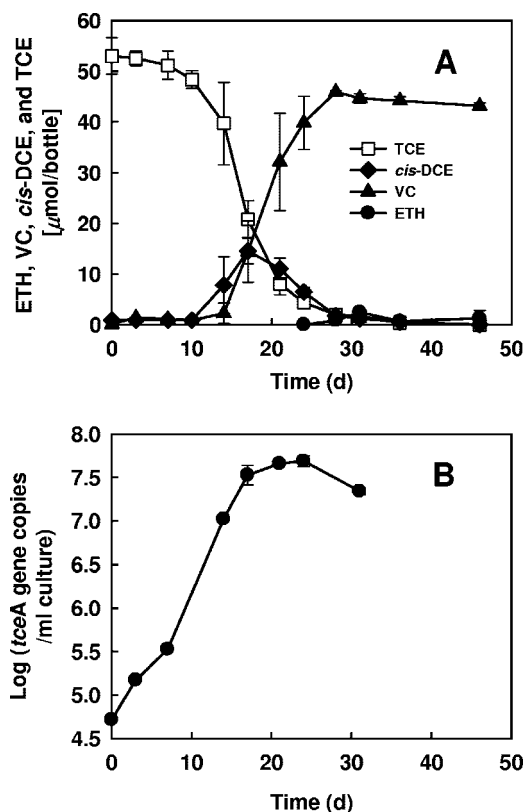 A
ETH, VC, cis-DCE, and TCE
[μmol/bottle]
60
50
40
30
20
10
0
TCE
cis-DCE
VC
ETH
0 10 20 30 40 50
Time (d)
B
Log (tceA gene copies
/ml culture)
8.0
7.5
7.0
6.5
6.0
5.5
5.0
4.5
0 10 20 30 40 50
Time (d)